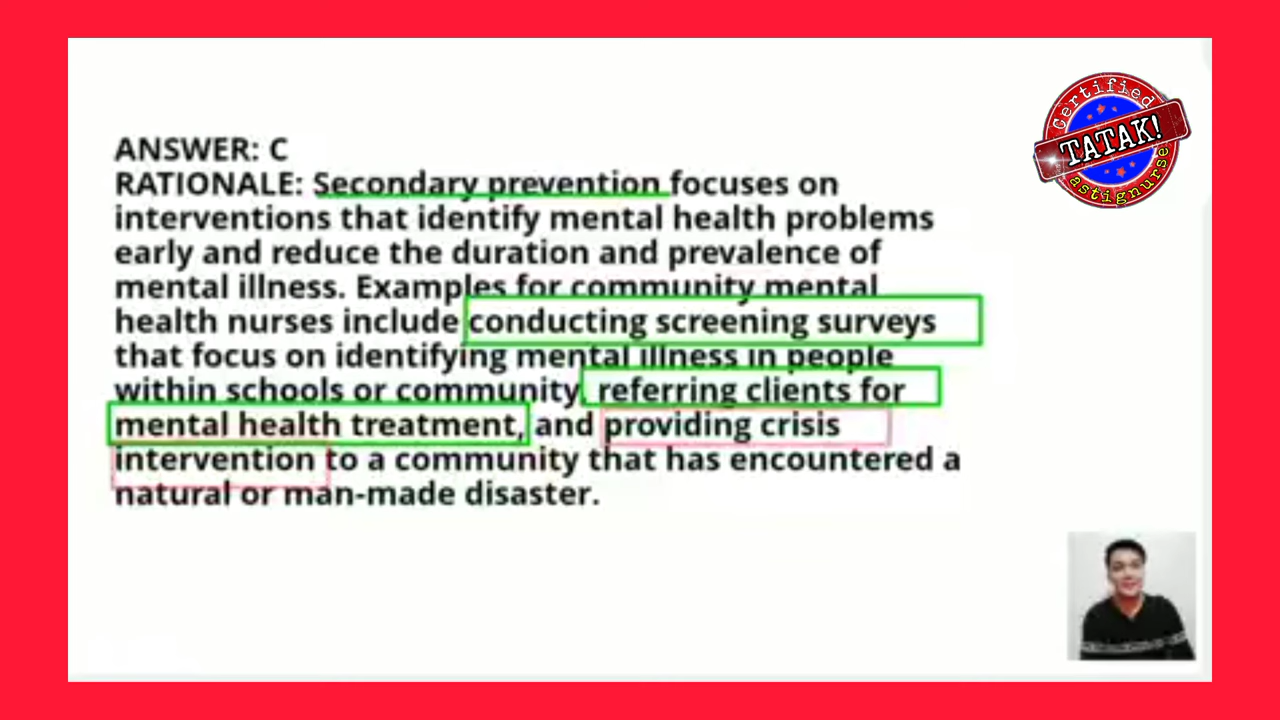 ANSWER: C
RATIONALE: Secondary prevention focuses on
interventions that identify mental health problems
early and reduce the duration and prevalence of
mental illness. Examples for community mental
health nurses include conducting screening surveys
that focus on identifying mental illness in people
within schools or community, referring clients for
mental health treatment, and providing crisis
intervention to a community that has encountered a
natural or man-made disaster.
Certified
TATAK!
astignurse